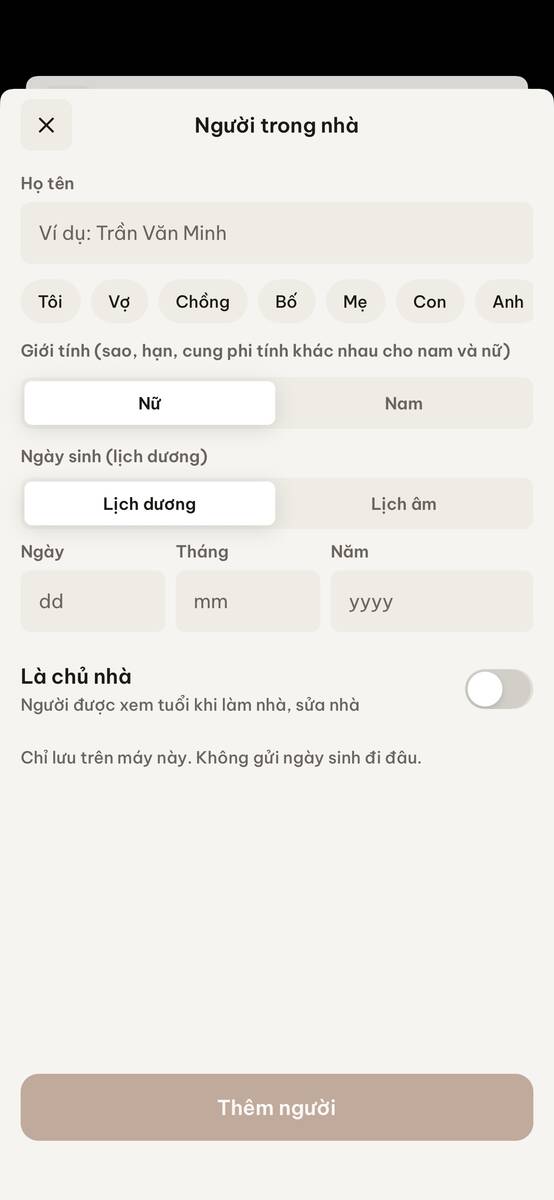 Người trong nhà
Họ tên
Ví dụ: Trần Văn Minh
Tôi Vợ Chồng Bố Mẹ Con Anh
Giới tính (sao, hạn, cung phi tính khác nhau cho nam và nữ)
Nữ Nam
Ngày sinh (lịch dương)
Lịch dương Lịch âm
Ngày Tháng Năm
dd mm yyyy
Là chủ nhà
Người được xem tuổi khi làm nhà, sửa nhà
Chỉ lưu trên máy này. Không gửi ngày sinh đi đâu.
Thêm người